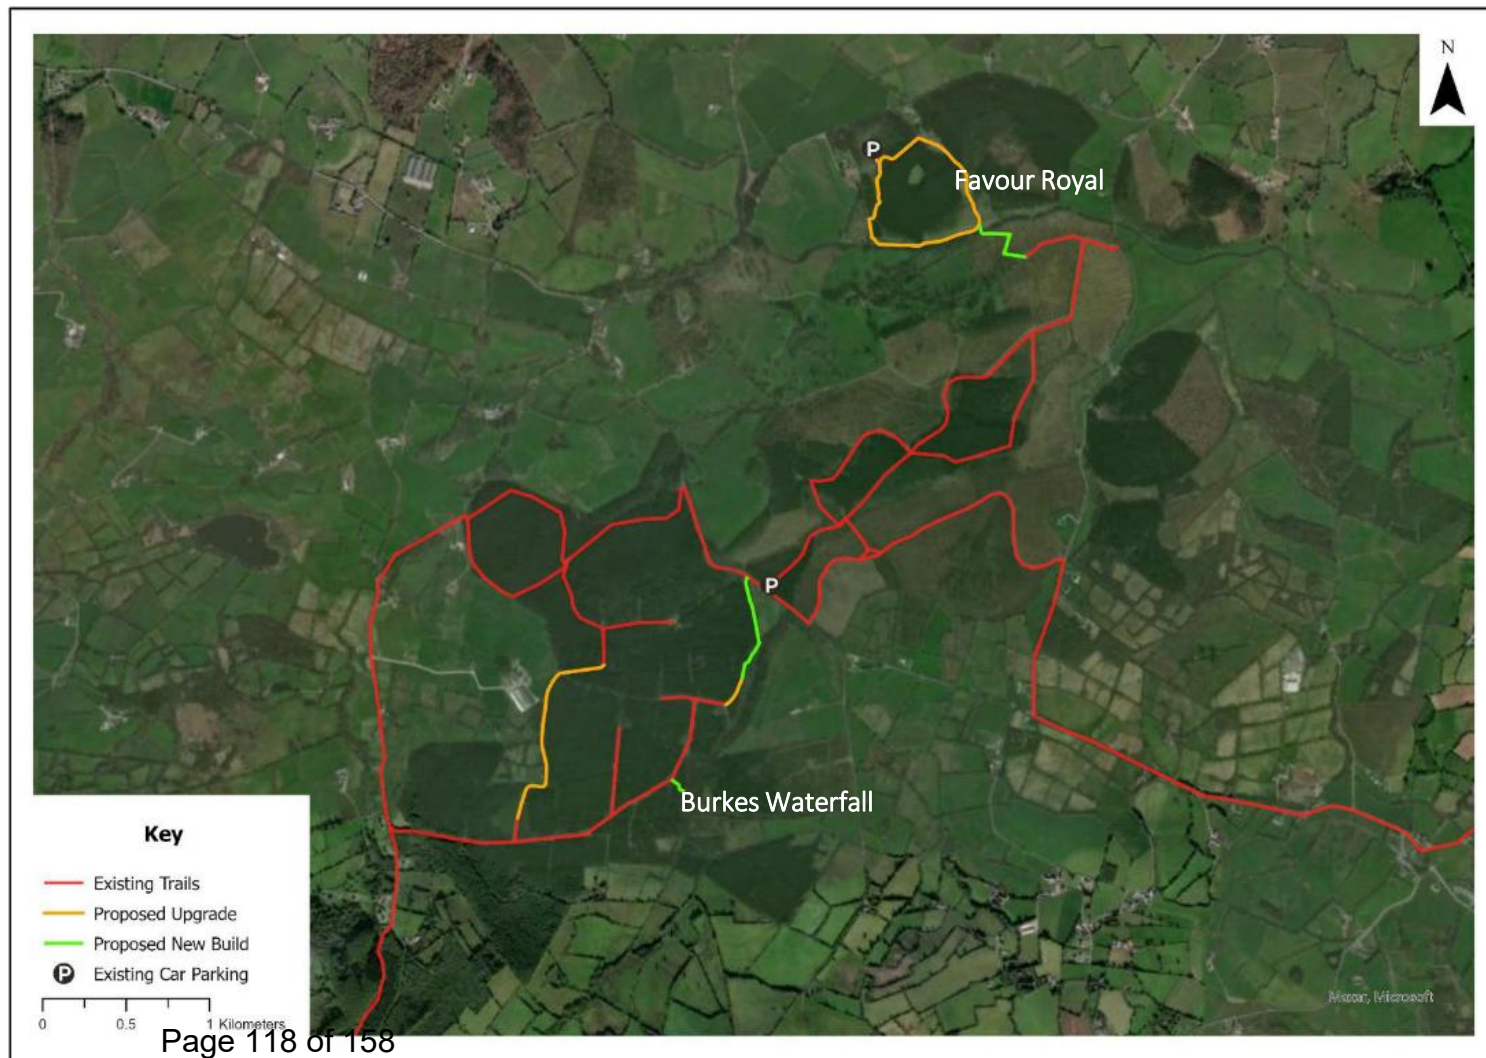 N
P
Favour Royal
P
Burkes Waterfall
Key
Existing Trails
Proposed Upgrade
Proposed New Build
P Existing Car Parking
0 0.5 1 Kilometers
Page 118 of 158
Maxar, Microsoft